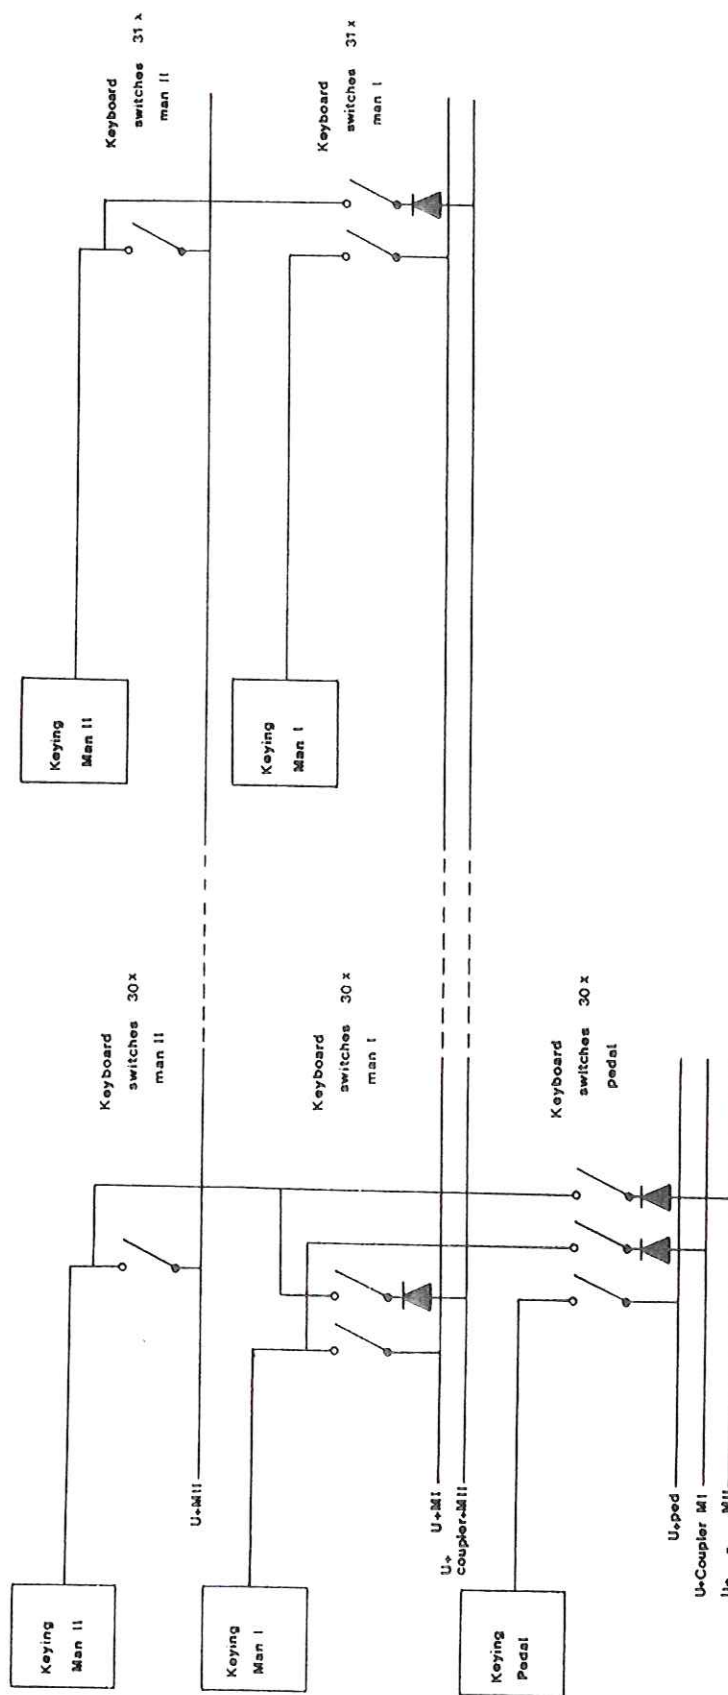 Keyboard
switches 31 x
man II
Keyboard
switches 31 x
man I
Keying
Man II
Keying
Man I
Keyboard
switches 30 x
man II
Keyboard
switches 30 x
man I
Keyboard
switches 30 x
pedal
U+MII
U+MI
U+
coupler+MII
U+ped
U+Coupler MI
MII
Keying
Man II
Keying
Man I
Keying
Pedal